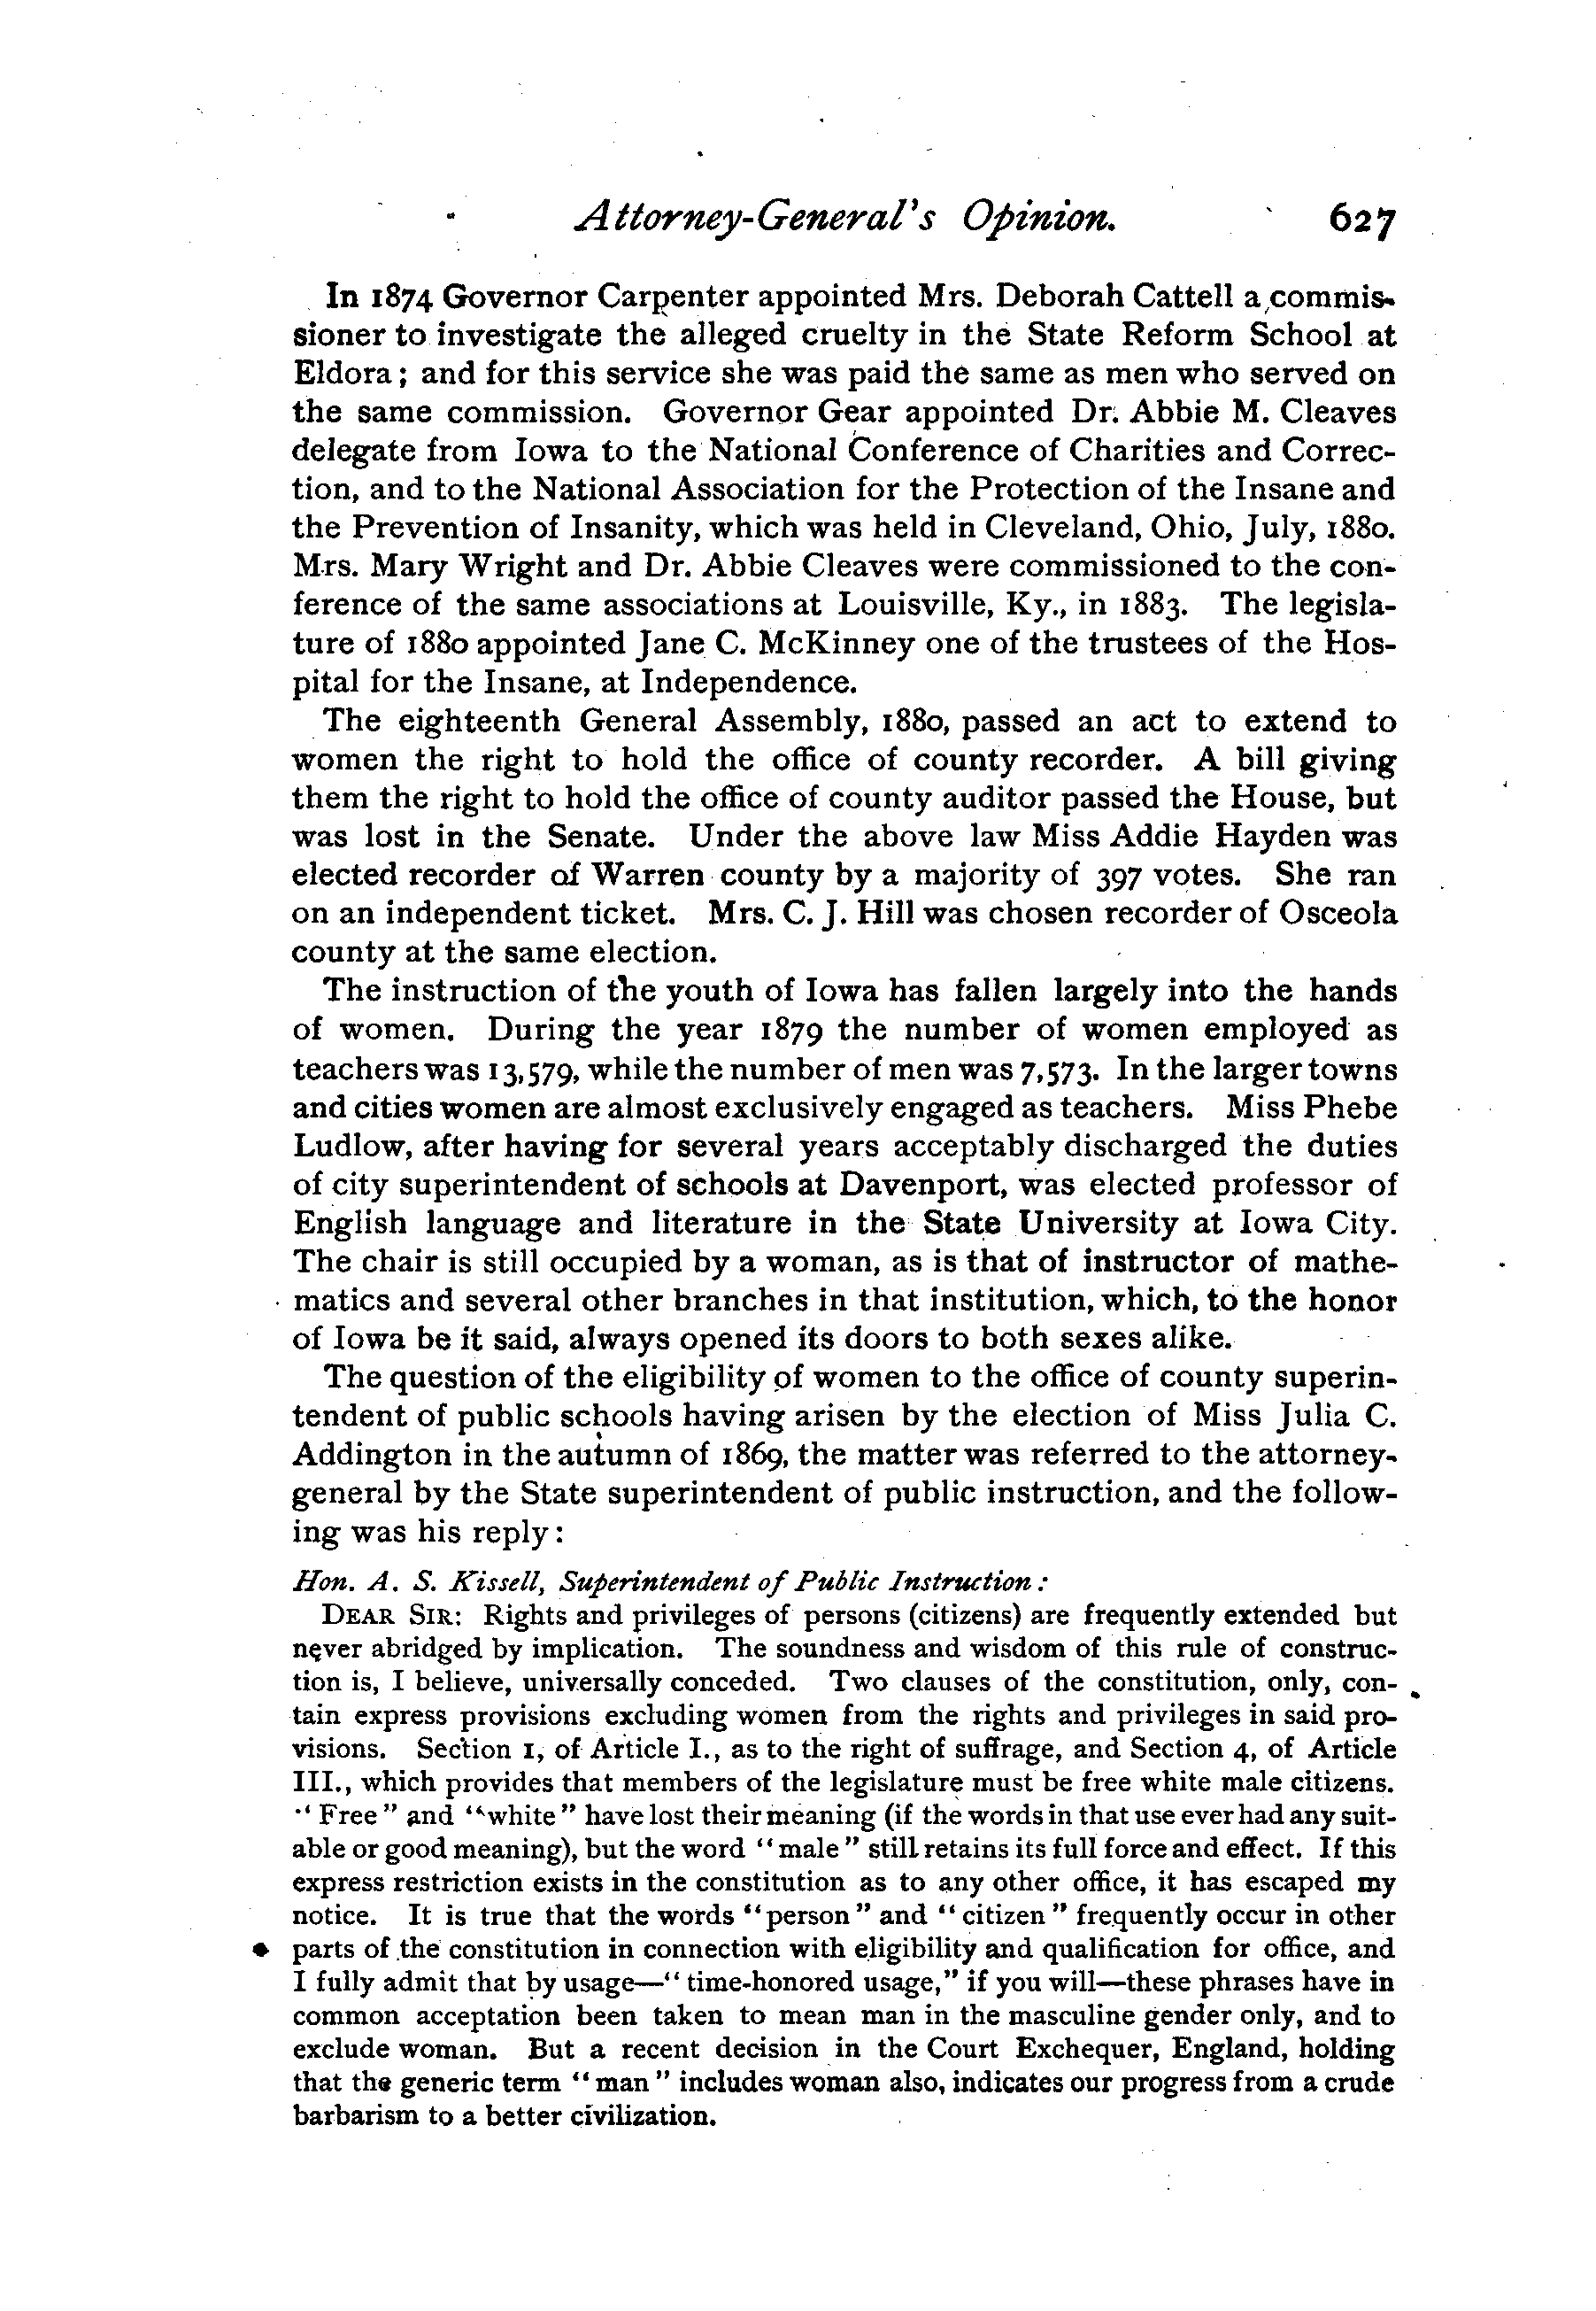 Attorney-General's Opinion. 627
In 1874 Governor Carpenter appointed Mrs. Deborah Cattell a commis-
sioner to investigate the alleged cruelty in the State Reform School at
Eldora; and for this service she was paid the same as men who served on
the same commission. Governor Gear appointed Dr. Abbie M. Cleaves
delegate from Iowa to the National Conference of Charities and Correc-
tion, and to the National Association for the Protection of the Insane and
the Prevention of Insanity, which was held in Cleveland, Ohio, July, 1880.
Mrs. Mary Wright and Dr. Abbie Cleaves were commissioned to the con-
ference of the same associations at Louisville, Ky., in 1883. The legisla-
ture of 1880 appointed Jane C. McKinney one of the trustees of the Hos-
pital for the Insane, at Independence.
The eighteenth General Assembly, 1880, passed an act to extend to
women the right to hold the office of county recorder. A bill giving
them the right to hold the office of county auditor passed the House, but
was lost in the Senate. Under the above law Miss Addie Hayden was
elected recorder of Warren county by a majority of 397 votes. She ran
on an independent ticket. Mrs. C. J. Hill was chosen recorder of Osceola
county at the same election.
The instruction of the youth of Iowa has fallen largely into the hands
of women. During the year 1879 the number of women employed as
teachers was 13,579, while the number of men was 7,573. In the larger towns
and cities women are almost exclusively engaged as teachers. Miss Phebe
Ludlow, after having for several years acceptably discharged the duties
of city superintendent of schools at Davenport, was elected professor of
English language and literature in the State University at Iowa City.
The chair is still occupied by a woman, as is that of instructor of mathe-
matics and several other branches in that institution, which, to the honor
of Iowa be it said, always opened its doors to both sexes alike.
The question of the eligibility of women to the office of county superin-
tendent of public schools having arisen by the election of Miss Julia C.
Addington in the autumn of 1869, the matter was referred to the attorney-
general by the State superintendent of public instruction, and the follow-
ing was his reply:
Hon. A. S. Kissell, Superintendent of Public Instruction:
DEAR SIR: Rights and privileges of persons (citizens) are frequently extended but
never abridged by implication. The soundness and wisdom of this rule of construc-
tion is, I believe, universally conceded. Two clauses of the constitution, only, con-
tain express provisions excluding women from the rights and privileges in said pro-
visions. Section 1, of Article I., as to the right of suffrage, and Section 4, of Article
III., which provides that members of the legislature must be free white male citizens.
"Free" and "white" have lost their meaning (if the words in that use ever had any suit-
able or good meaning), but the word "male" still retains its full force and effect. If this
express restriction exists in the constitution as to any other office, it has escaped my
notice. It is true that the words "person" and "citizen" frequently occur in other
parts of the constitution in connection with eligibility and qualification for office, and
I fully admit that by usage—"time-honored usage," if you will—these phrases have in
common acceptation been taken to mean man in the masculine gender only, and to
exclude woman. But a recent decision in the Court Exchequer, England, holding
that the generic term "man" includes woman also, indicates our progress from a crude
barbarism to a better civilization.